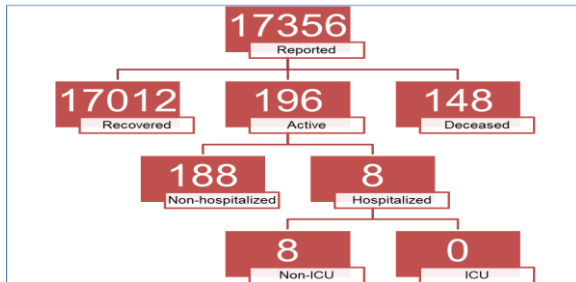 17356
Reported
17012
Recovered
196
Active
148
Deceased
188
Non-hospitalized
8
Hospitalized
8
Non-ICU
0
ICU